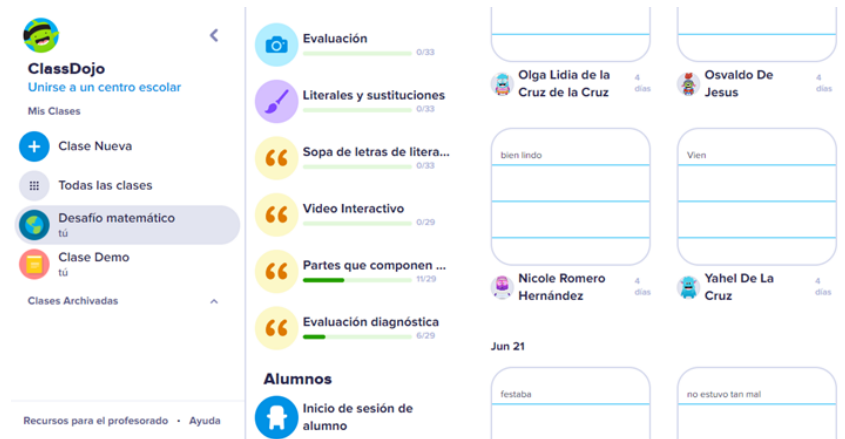 ClassDojo
Unirse a un centro escolar
Mis Clases
Clase Nueva
Todas las clases
Desafío matemático
tú
Clase Demo
tú
Clases Archivadas
Recursos para el profesorado · Ayuda
Evaluación
0/33
Literales y sustituciones
0/33
Sopa de letras de litera...
0/33
Video Interactivo
0/29
Partes que componen ...
11/29
Evaluación diagnóstica
6/29
Alumnos
Inicio de sesión de
alumno
Olga Lidia de la
Cruz de la Cruz
4
días
Osvaldo De
Jesus
4
días
bien lindo
Vien
Nicole Romero
Hernández
4
días
Yahel De La
Cruz
4
días
Jun 21
festaba
no estuvo tan mal